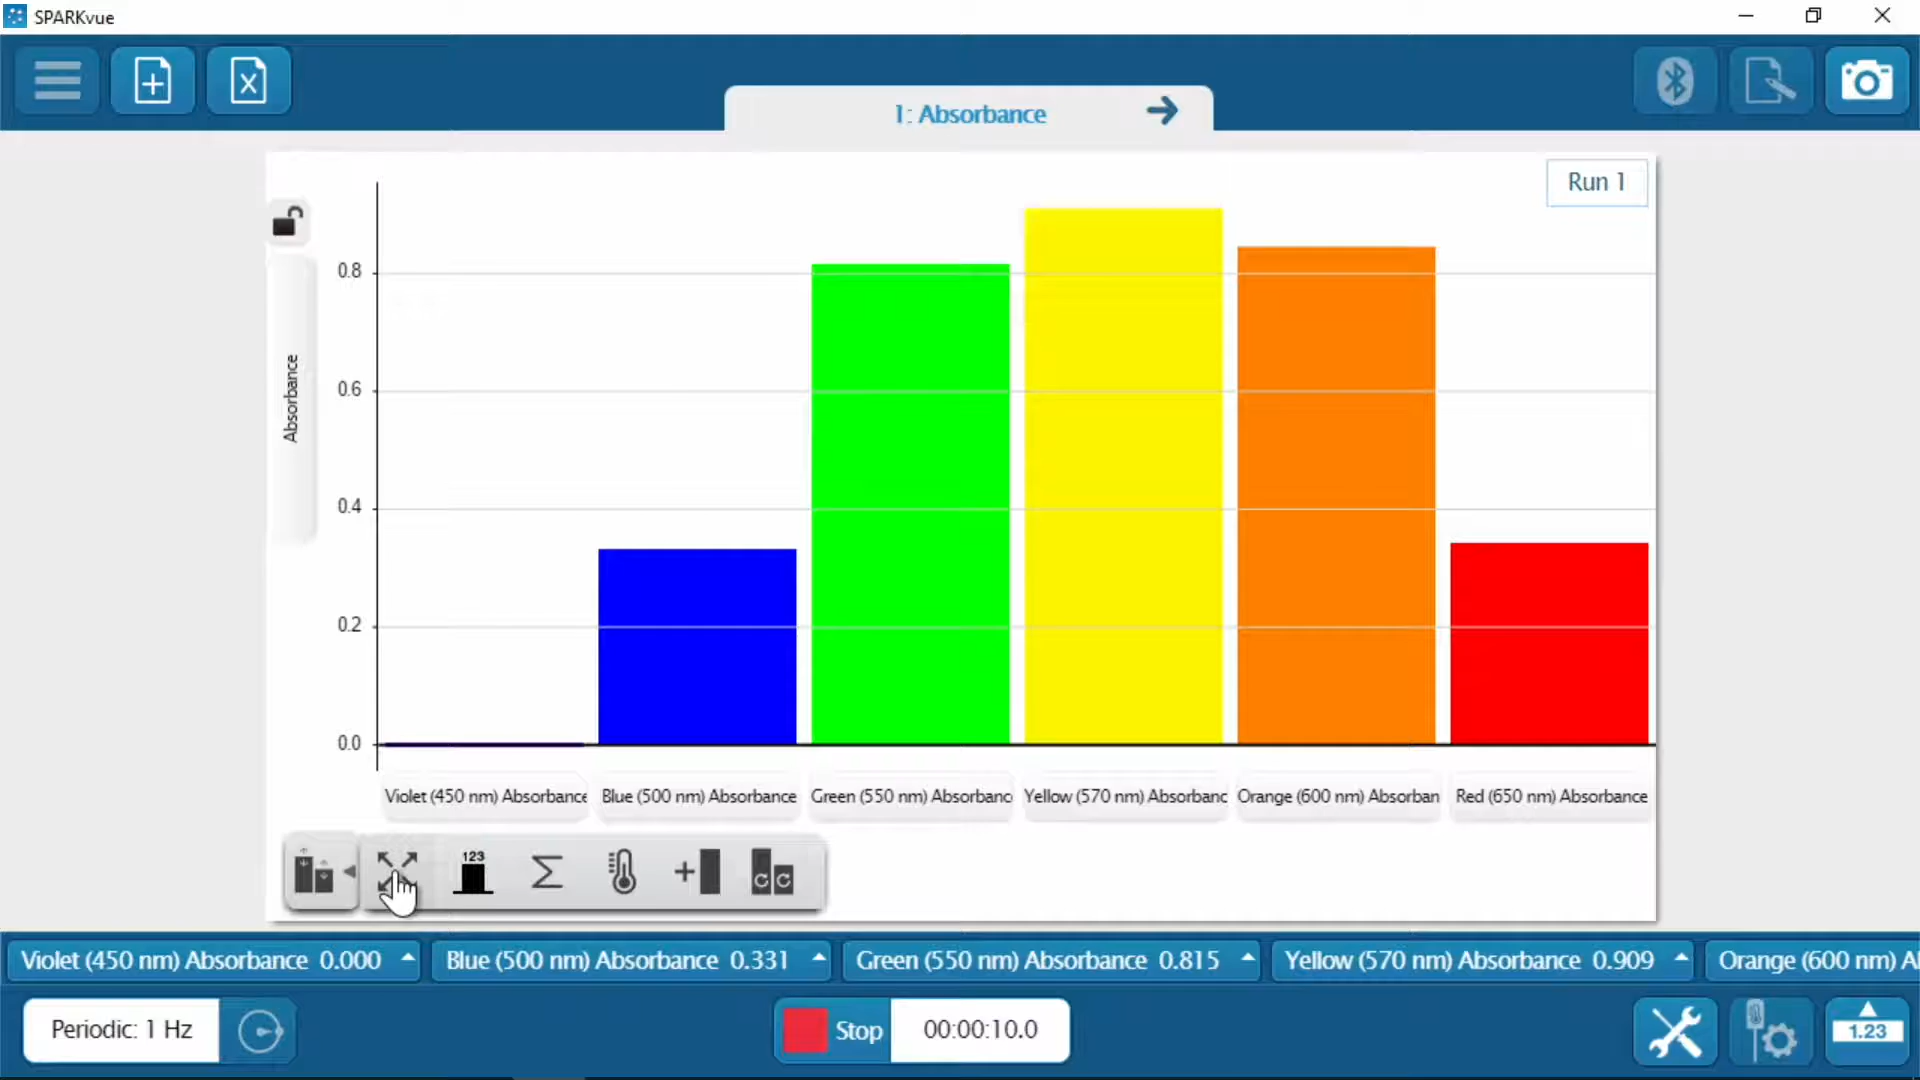 SPARKvue
1: Absorbance
Run 1
0.8
0.6
0.4
0.2
0.0
Absorbance
Violet (450 nm) Absorbance
Blue (500 nm) Absorbance
Green (550 nm) Absorbanc
Yellow (570 nm) Absorbanc
Orange (600 nm) Absorban
Red (650 nm) Absorbance
123
Violet (450 nm) Absorbance 0.000
Blue (500 nm) Absorbance 0.331
Green (550 nm) Absorbance 0.815
Yellow (570 nm) Absorbance 0.909
Orange (600 nm) A
Periodic: 1 Hz
Stop
00:00:10.0
1.23